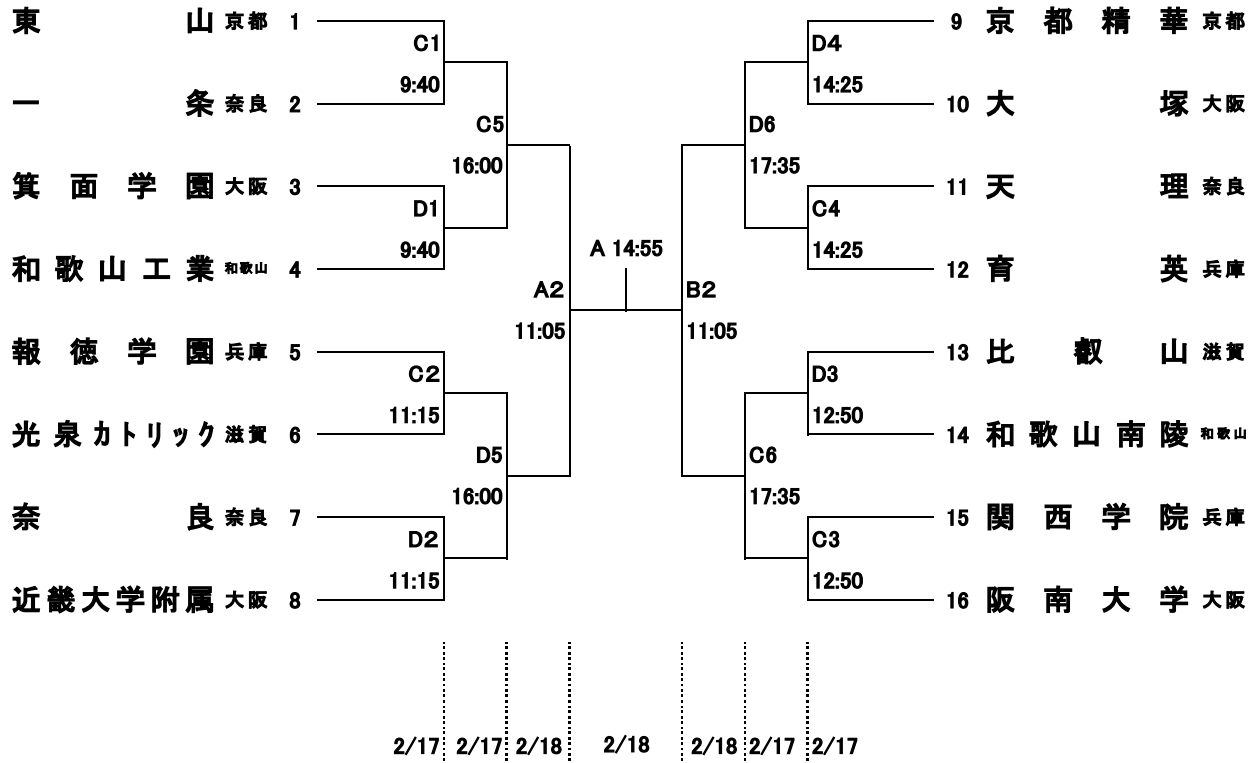 東山 京都 1
C1
9:40
一条 奈良 2
C5
16:00
箕面学園 大阪 3
D1
9:40
和歌山工業 和歌山 4
A2
11:05
報徳学園 兵庫 5
C2
11:15
光泉カトリック 滋賀 6
D5
16:00
奈良 奈良 7
D2
11:15
近畿大学附属 大阪 8
A 14:55
9 京都精華 京都
D4
14:25
10 大塚 大阪
D6
17:35
11 天理 奈良
C4
14:25
12 育英 兵庫
B2
11:05
13 比叡山 滋賀
D3
12:50
14 和歌山南陵 和歌山
C6
17:35
15 関西学院 兵庫
C3
12:50
16 阪南大学 大阪
2/17 2/17 2/18 2/18 2/18 2/17 2/17